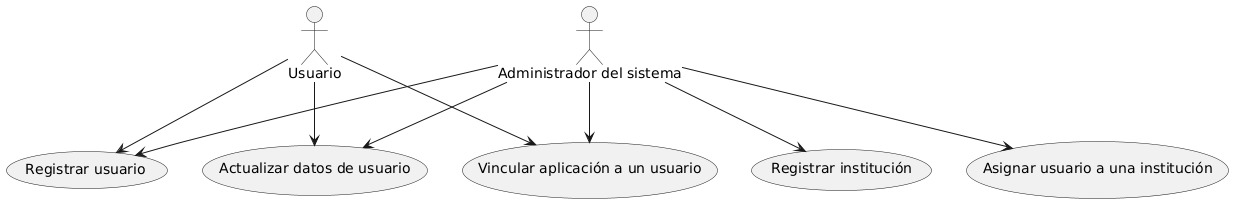 Usuario
Administrador del sistema
Registrar usuario
Actualizar datos de usuario
Vincular aplicación a un usuario
Registrar institución
Asignar usuario a una institución